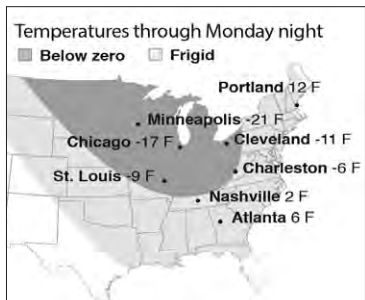 Temperatures through Monday night
Below zero Frigid
Portland 12 F
Minneapolis -21 F
Chicago -17 F
Cleveland -11 F
St. Louis -9 F
Charleston -6 F
Nashville 2 F
Atlanta 6 F